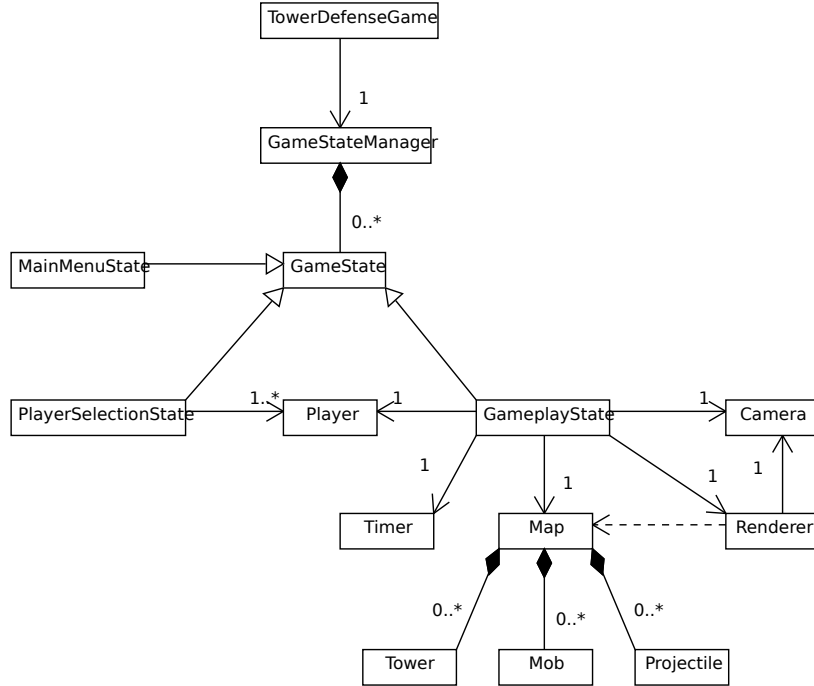 TowerDefenseGame
1
GameStateManager
0..*
MainMenuState
GameState
PlayerSelectionState
1..*
Player
1
GameplayState
1
Camera
1
1
1
1
Timer
Map
Renderer
0..*
0..*
0..*
Tower
Mob
Projectile